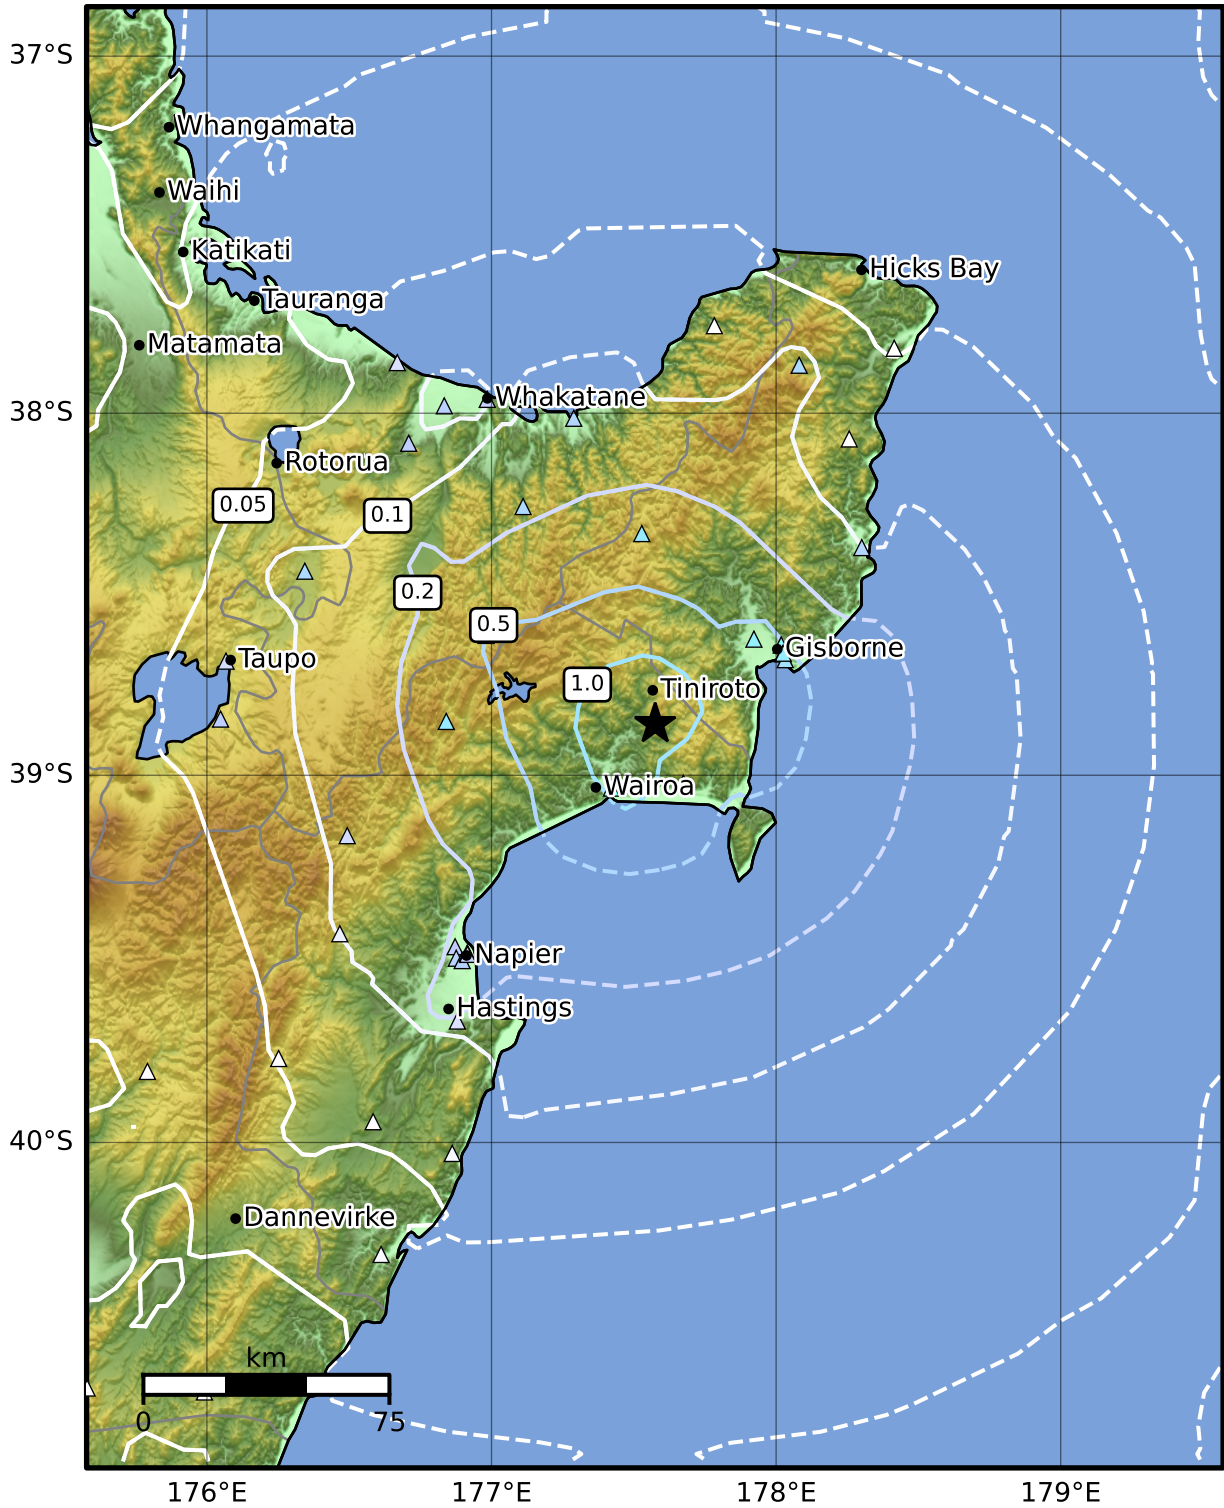 37°S
Whangamata
Waihi
Katikati
Hicks Bay
Tauranga
Matamata
Whakatane
38°S
Rotorua
0.05
0.1
0.2
0.5
Gisborne
Taupo
1.0
Tiniroto
39°S
Wairoa
Napier
Hastings
40°S
Dannevirke
km
0
75
176°E
177°E
178°E
179°E